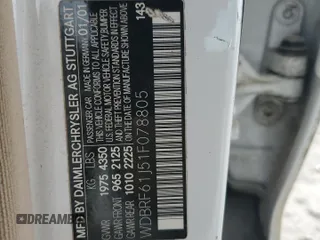 MFD BY DAIMLERCHRYSLER AG STUTTGART
PASSENGER CAR MADE IN GERMANY 01/01
THIS VEHICLE CONFORMS TO ALL APPLICABLE
FEDERAL MOTOR VEHICLE SAFETY/BUMPER
AND THEFT PREVENTION STANDARDS IN EFFECT
ON THE DATE OF MANUFACTURE SHOWN ABOVE
KG LBS
GVWR 1975 4350
GAWR/FRONT 965 2125
GAWR/REAR 1010 2225 143
WDBRF61J51F078805